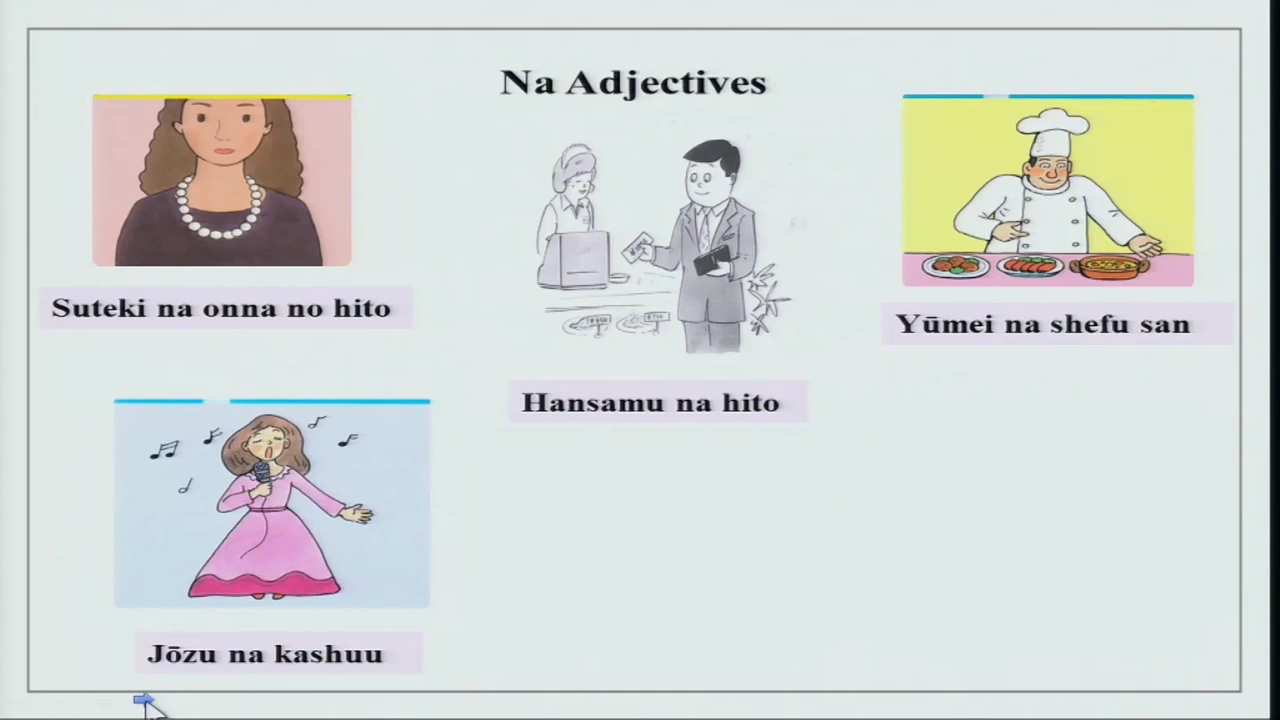 Na Adjectives
Suteki na onna no hito
Hansamu na hito
Yūmei na shefu san
Jōzu na kashuu